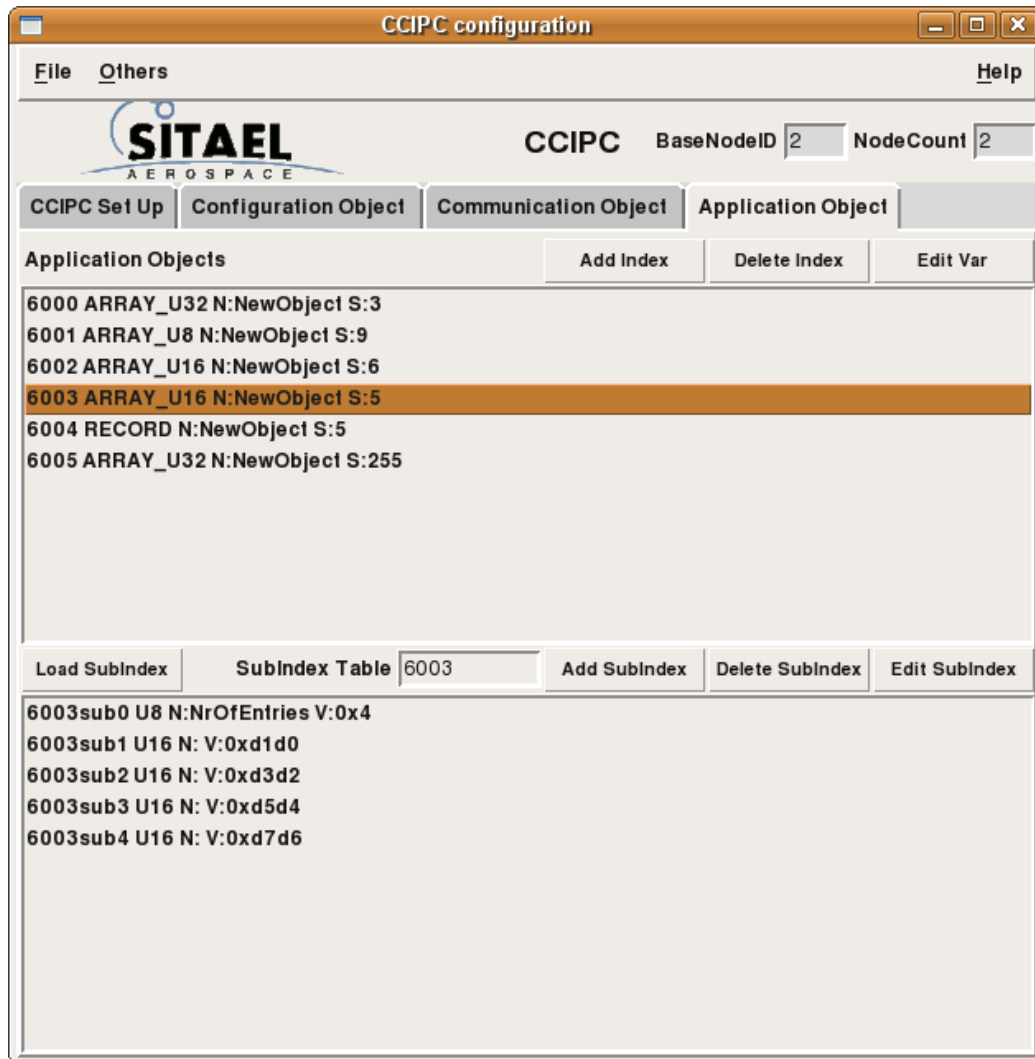 CCIPC configuration
File Others Help
SITAEL
AEROSPACE
CCIPC BaseNodeID 2 NodeCount 2
CCIPC Set Up Configuration Object Communication Object Application Object
Application Objects Add Index Delete Index Edit Var
6000 ARRAY_U32 N:NewObject S:3
6001 ARRAY_U8 N:NewObject S:9
6002 ARRAY_U16 N:NewObject S:6
6003 ARRAY_U16 N:NewObject S:5
6004 RECORD N:NewObject S:5
6005 ARRAY_U32 N:NewObject S:255
Load SubIndex SubIndex Table 6003 Add SubIndex Delete SubIndex Edit SubIndex
6003sub0 U8 N:NrOfEntries V:0x4
6003sub1 U16 N: V:0xd1d0
6003sub2 U16 N: V:0xd3d2
6003sub3 U16 N: V:0xd5d4
6003sub4 U16 N: V:0xd7d6